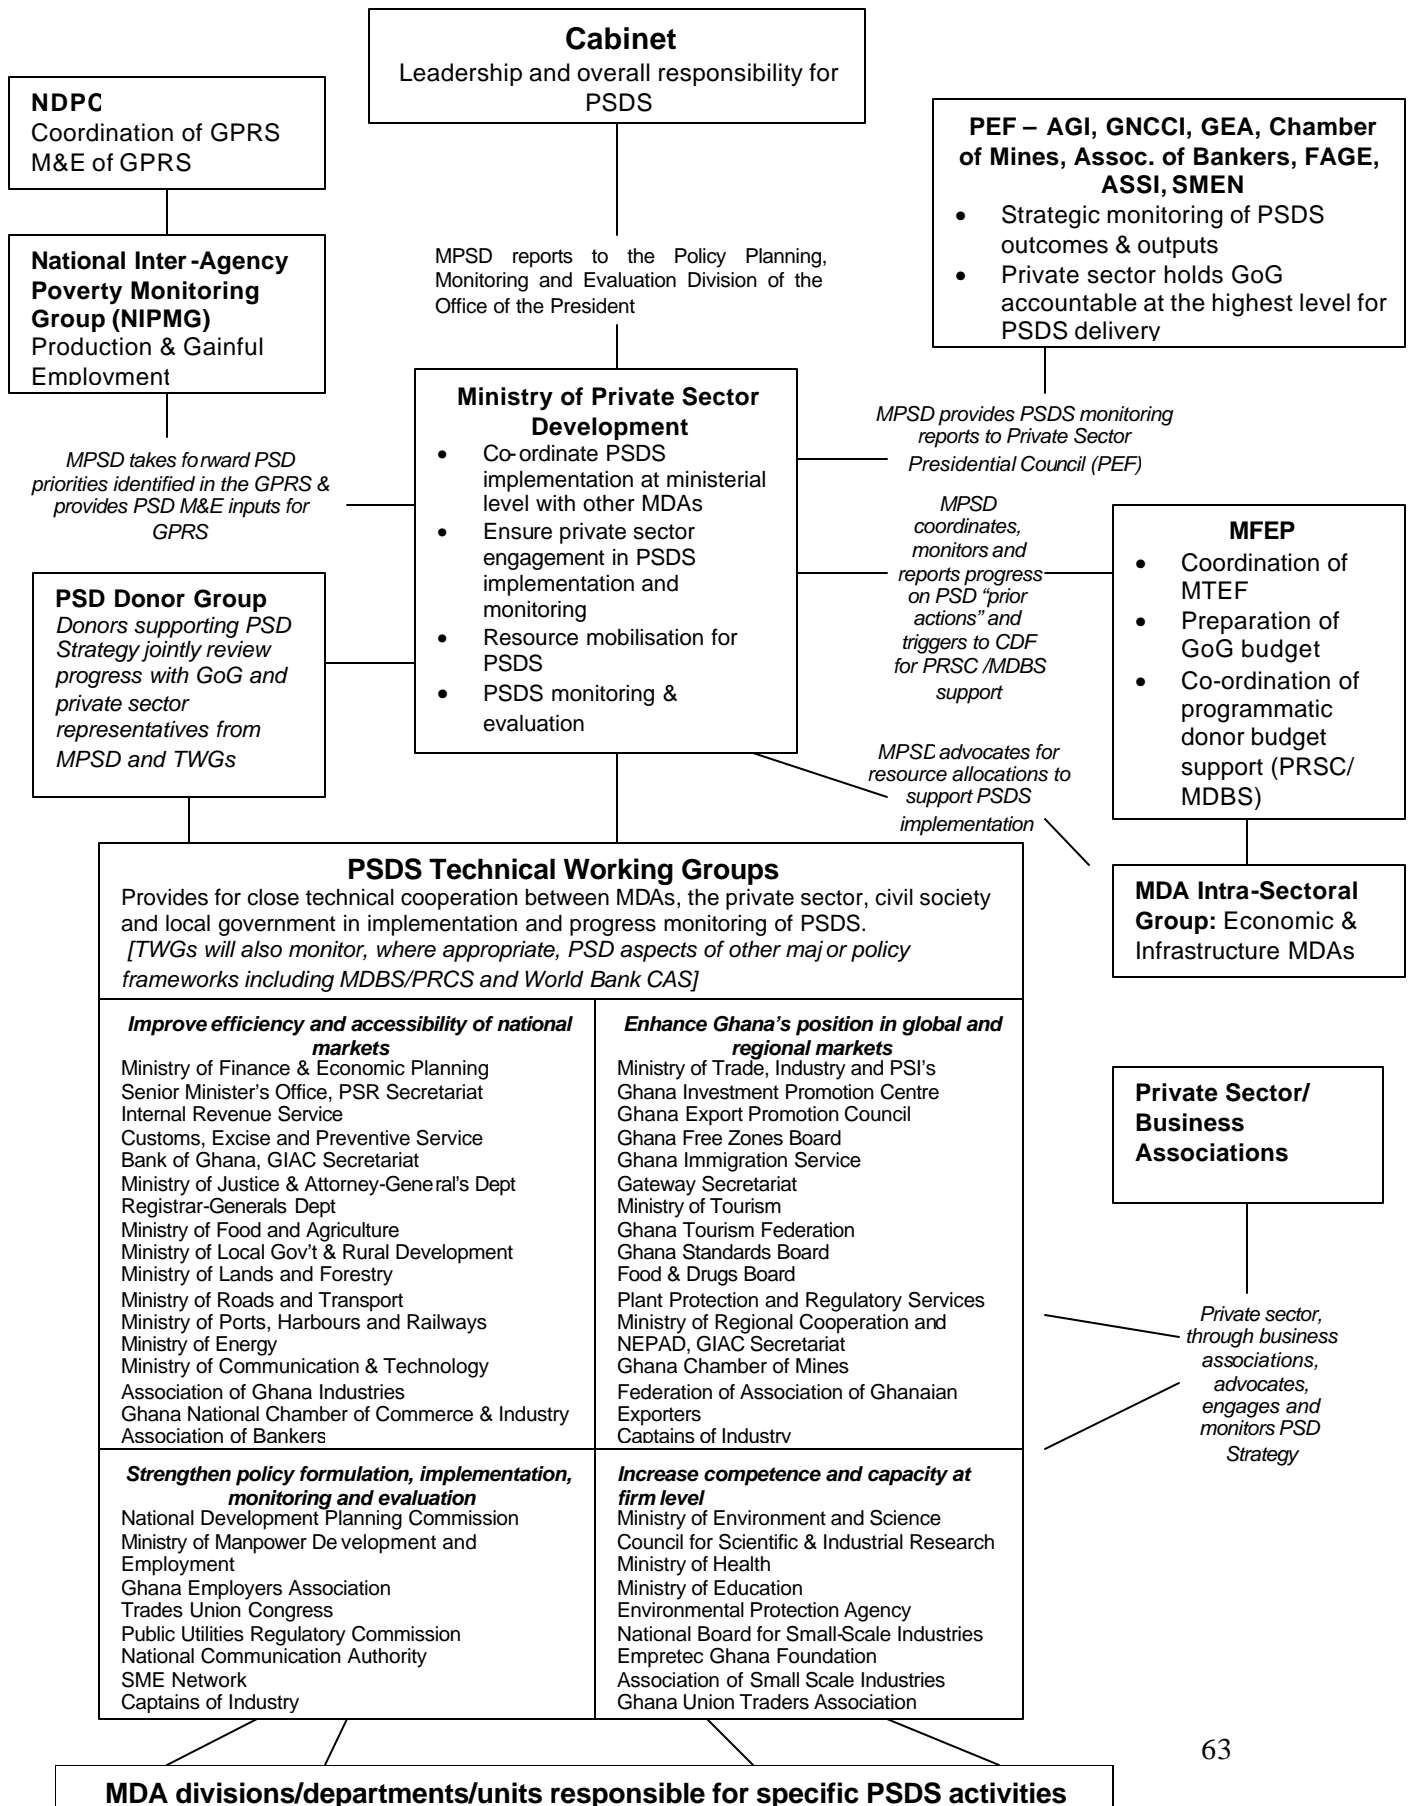 Cabinet
Leadership and overall responsibility for
PSDS
NDPC
Coordination of GPRS
M&E of GPRS
PEF – AGI, GNCCI, GEA, Chamber
of Mines, Assoc. of Bankers, FAGE,
ASSI, SMEN
• Strategic monitoring of PSDS
outcomes & outputs
• Private sector holds GoG
accountable at the highest level for
PSDS delivery
National Inter-Agency
Poverty Monitoring
Group (NIPMG)
Production & Gainful
Employment
MPSD reports to the Policy Planning,
Monitoring and Evaluation Division of the
Office of the President
Ministry of Private Sector
Development
• Co-ordinate PSDS
implementation at ministerial
level with other MDAs
• Ensure private sector
engagement in PSDS
implementation and
monitoring
• Resource mobilisation for
PSDS
• PSDS monitoring &
evaluation
MPSD takes forward PSD
priorities identified in the GPRS &
provides PSD M&E inputs for
GPRS
MPSD provides PSDS monitoring
reports to Private Sector
Presidential Council (PEF)
MPSD
coordinates,
monitors and
reports progress
on PSD “prior
actions” and
triggers to CDF
for PRSC /MDBS
support
MFEP
• Coordination of
MTEF
• Preparation of
GoG budget
• Co-ordination of
programmatic
donor budget
support (PRSC/
MDBS)
PSD Donor Group
Donors supporting PSD
Strategy jointly review
progress with GoG and
private sector
representatives from
MPSD and TWGs
MPSD advocates for
resource allocations to
support PSDS
implementation
MDA Intra-Sectoral
Group: Economic &
Infrastructure MDAs
PSDS Technical Working Groups
Provides for close technical cooperation between MDAs, the private sector, civil society
and local government in implementation and progress monitoring of PSDS.
[TWGs will also monitor, where appropriate, PSD aspects of other major policy
frameworks including MDBS/PRCS and World Bank CAS]
Improve efficiency and accessibility of national
markets
Ministry of Finance & Economic Planning
Senior Minister’s Office, PSR Secretariat
Internal Revenue Service
Customs, Excise and Preventive Service
Bank of Ghana, GIAC Secretariat
Ministry of Justice & Attorney-General’s Dept
Registrar-Generals Dept
Ministry of Food and Agriculture
Ministry of Local Gov’t & Rural Development
Ministry of Lands and Forestry
Ministry of Roads and Transport
Ministry of Ports, Harbours and Railways
Ministry of Energy
Ministry of Communication & Technology
Association of Ghana Industries
Ghana National Chamber of Commerce & Industry
Association of Bankers
Enhance Ghana’s position in global and
regional markets
Ministry of Trade, Industry and PSI’s
Ghana Investment Promotion Centre
Ghana Export Promotion Council
Ghana Free Zones Board
Ghana Immigration Service
Gateway Secretariat
Ministry of Tourism
Ghana Tourism Federation
Ghana Standards Board
Food & Drugs Board
Plant Protection and Regulatory Services
Ministry of Regional Cooperation and
NEPAD, GIAC Secretariat
Ghana Chamber of Mines
Federation of Association of Ghanaian
Exporters
Captains of Industry
Private Sector/
Business
Associations
Private sector,
through business
associations,
advocates,
engages and
monitors PSD
Strategy
Strengthen policy formulation, implementation,
monitoring and evaluation
National Development Planning Commission
Ministry of Manpower Development and
Employment
Ghana Employers Association
Trades Union Congress
Public Utilities Regulatory Commission
National Communication Authority
SME Network
Captains of Industry
Increase competence and capacity at
firm level
Ministry of Environment and Science
Council for Scientific & Industrial Research
Ministry of Health
Ministry of Education
Environmental Protection Agency
National Board for Small-Scale Industries
Empretec Ghana Foundation
Association of Small Scale Industries
Ghana Union Traders Association
63
MDA divisions/departments/units responsible for specific PSDS activities